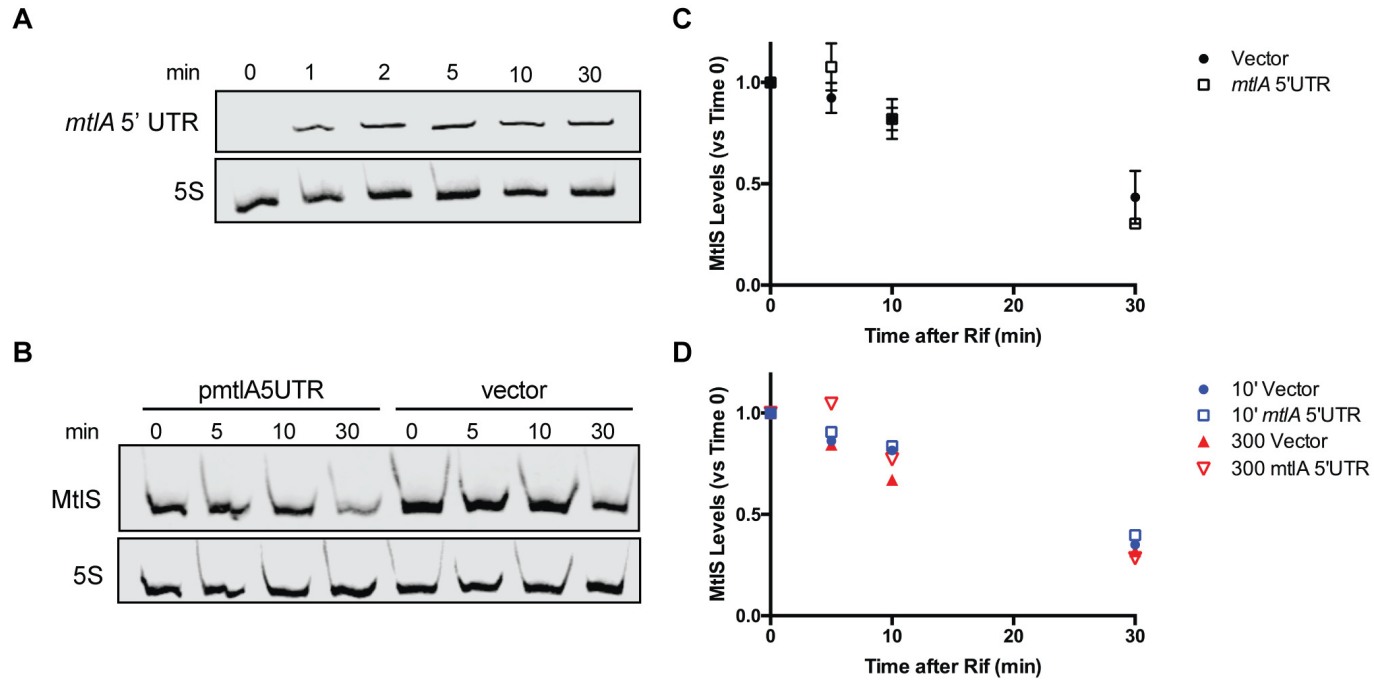 A
min 0 1 2 5 10 30
mtlA 5' UTR
5S
B
pmtlA5UTR vector
min 0 5 10 30 0 5 10 30
MtlS
5S
C
MtlS Levels (vs Time 0)
1.0
0.5
0.0
0 10 20 30
Time after Rif (min)
Vector
mtlA 5'UTR
D
MtlS Levels (vs Time 0)
1.0
0.5
0.0
0 10 20 30
Time after Rif (min)
10' Vector
10' mtlA 5'UTR
300 Vector
300 mtlA 5'UTR